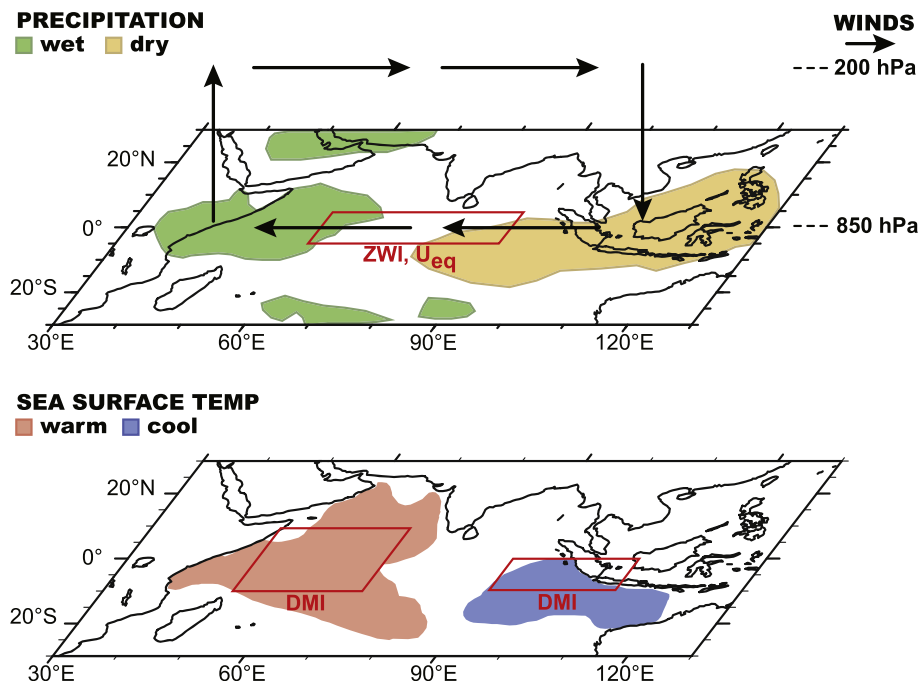 PRECIPITATION
wet dry
WINDS
200 hPa
20°N
0°
850 hPa
ZWI, Ueq
20°S
30°E 60°E 90°E 120°E
SEA SURFACE TEMP
warm cool
20°N
0°
DMI DMI
20°S
30°E 60°E 90°E 120°E